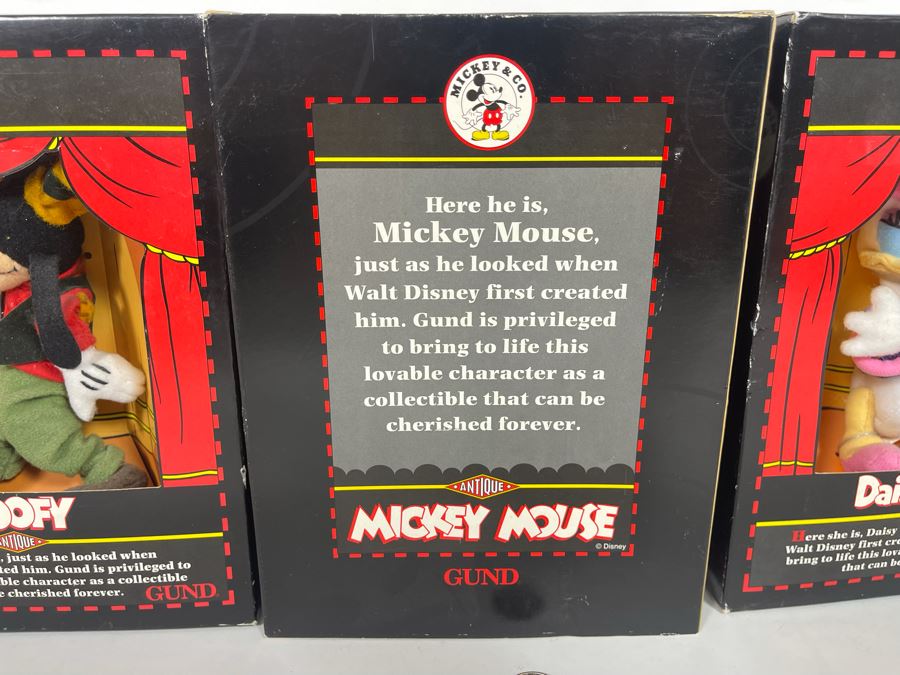 MICKEY & CO.
Here he is,
Mickey Mouse,
just as he looked when
Walt Disney first created
him. Gund is privileged
to bring to life this
lovable character as a
collectible that can be
cherished forever.
ANTIQUE
MICKEY MOUSE
© Disney
GUND
OOFY
ANTIQUE
, just as he looked when
ted him. Gund is privileged to
ble character as a collectible
e cherished forever.
GUND
Dai
Here she is, Daisy
Walt Disney first cre
bring to life this lov
that can be